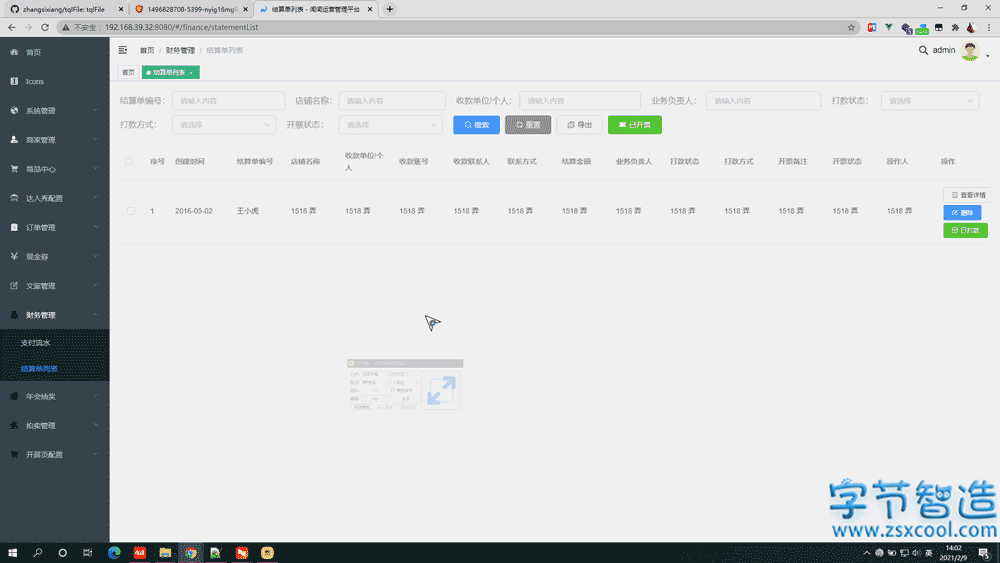 zhangsixiang/tqlFile: tqlFile
1496828708-5399-nyig16mg
结算单列表 - 闻闻运营管理平台
不安全 | 192.168.39.32:8080/#/finance/statementList
首页
Icons
系统管理
商家管理
商品中心
达人秀配置
订单管理
现金券
文案管理
财务管理
支付流水
结算单列表
年会抽奖
拍卖管理
开屏页配置
首页 / 财务管理 / 结算单列表
admin
首页
结算单列表
结算单编号: 请输入内容 店铺名称: 请输入内容 收款单位/个人: 请输入内容 业务负责人: 请输入内容 打款状态: 请选择
打款方式: 请选择 开票状态: 请选择 搜索 重置 导出 已开票
序号 创建时间 结算单编号 店铺名称 收款单位/个人 收款账号 收款联系人 联系方式 结算金额 业务负责人 打款状态 打款方式 开票备注 开票状态 操作人 操作
1 2016-05-02 王小虎 1518 弄 1518 弄 1518 弄 1518 弄 1518 弄 1518 弄 1518 弄 1518 弄 1518 弄 1518 弄 1518 弄 1518 弄
查看详情
删除
已打款
字节智造
www.zsxcool.com
英
14:02
2021/2/9